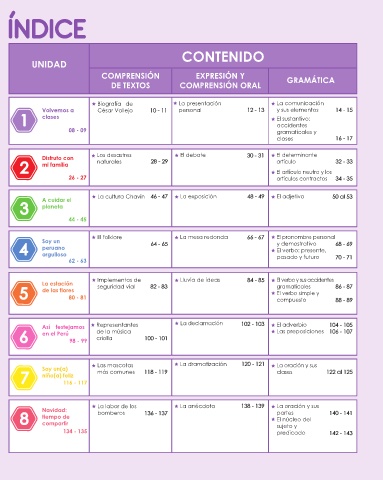 ÍNDICE
UNIDAD
CONTENIDO
COMPRENSIÓN
DE TEXTOS
EXPRESIÓN Y
COMPRENSIÓN ORAL
GRAMÁTICA
1
Volvemos a
clases
08 - 09
★ Biografía de
César Vallejo 10 - 11
★ La presentación
personal 12 - 13
★ La comunicación
y sus elementos 14 - 15
★ El sustantivo:
accidentes
gramaticales y
clases 16 - 17
2
Disfruto con
mi familia
26 - 27
★ Los desastres
naturales 28 - 29
★ El debate 30 - 31
★ El determinante
artículo 32 - 33
★ El artículo neutro y los
artículos contractos 34 - 35
3
A cuidar el
planeta
44 - 45
★ La cultura Chavín 46 - 47
★ La exposición 48 - 49
★ El adjetivo 50 al 53
4
Soy un
peruano
orgulloso
62 - 63
★ El folklore
64 - 65
★ La mesa redonda 66 - 67
★ El pronombre personal
y demostrativo 68 - 69
★ El verbo: presente,
pasado y futuro 70 - 71
5
La estación
de las flores
80 - 81
★ Implementos de
seguridad vial 82 - 83
★ Lluvia de ideas 84 - 85
★ El verbo y sus accidentes
gramaticales 86 - 87
★ El verbo simple y
compuesto 88 - 89
6
Así festejamos
en el Perú
98 - 99
★ Representantes
de la música
criolla 100 - 101
★ La declamación 102 - 103
★ El adverbio 104 - 105
★ Las preposiciones 106 - 107
7
Soy un(a)
niño(a) feliz
116 - 117
★ Las mascotas
más comunes 118 - 119
★ La dramatización 120 - 121
★ La oración y sus
clases 122 al 125
8
Navidad:
tiempo de
compartir
134 - 135
★ La labor de los
bomberos 136 - 137
★ La anécdota 138 - 139
★ La oración y sus
partes 140 - 141
★ El núcleo del
sujeto y
predicado 142 - 143